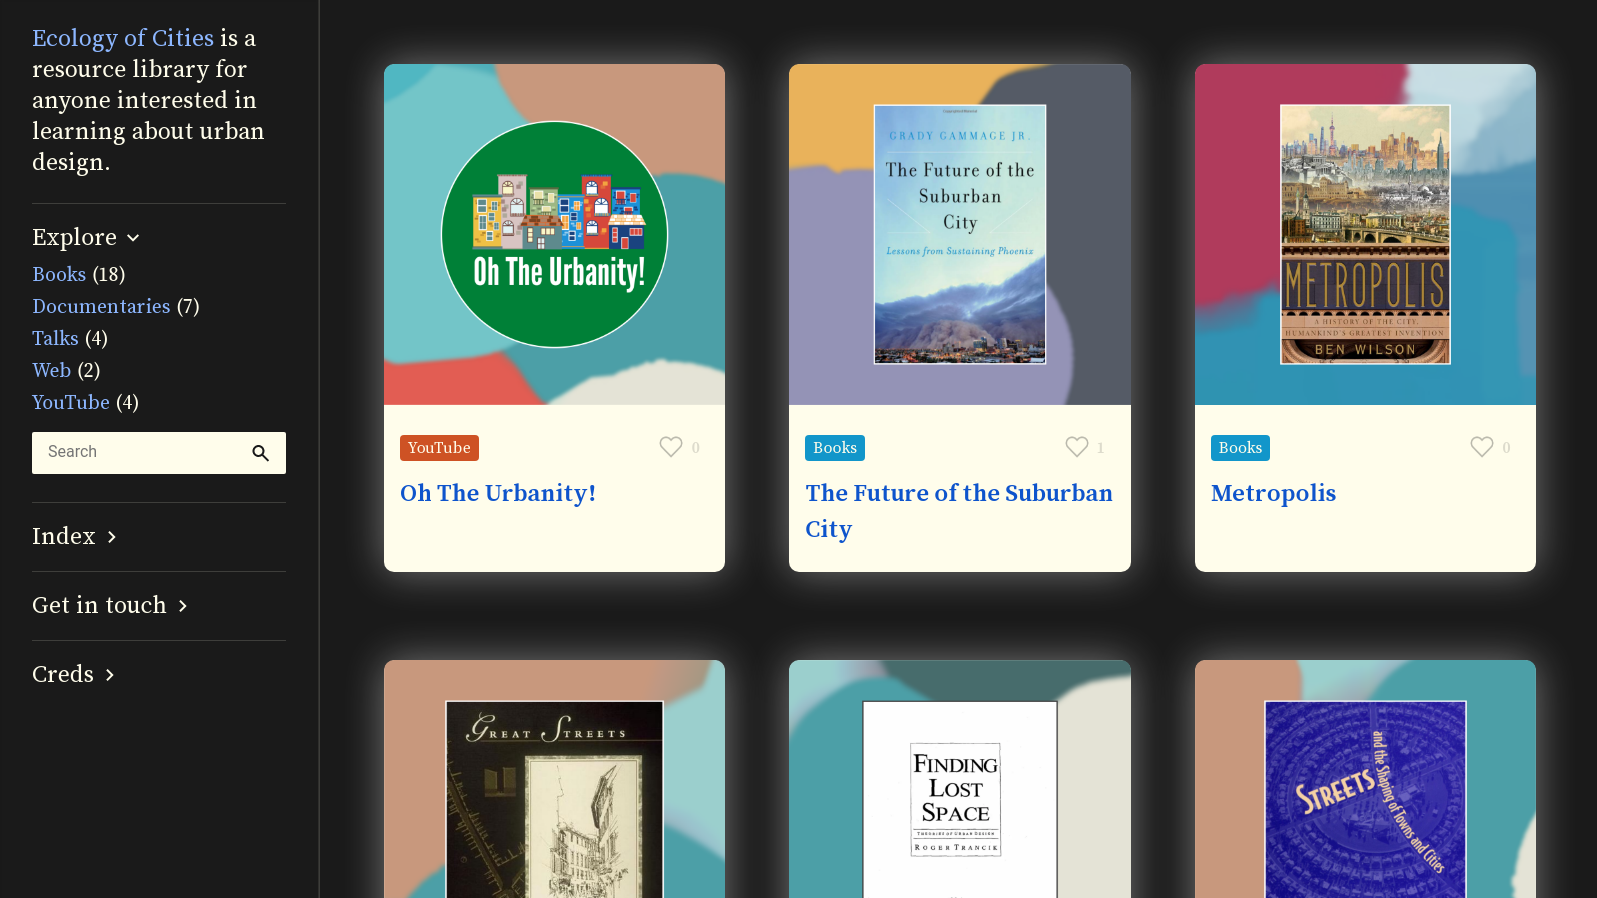 Ecology of Cities is a
resource library for
anyone interested in
learning about urban
design.
Explore
Books (18)
Documentaries (7)
Talks (4)
Web (2)
YouTube (4)
Search
Index
Get in touch
Creds
Oh The Urbanity!
YouTube
0
Oh The Urbanity!
GRADY GAMMAGE JR.
The Future of the
Suburban
City
Lessons from Sustaining Phoenix
Books
1
The Future of the Suburban
City
METROPOLIS
A HISTORY OF THE CITY,
HUMANKIND'S GREATEST INVENTION
BEN WILSON
Books
0
Metropolis
GREAT STREETS
FINDING
LOST
SPACE
THEORIES OF URBAN DESIGN
ROGER TRANCIK
STREETS
and the Shaping of Towns and Cities